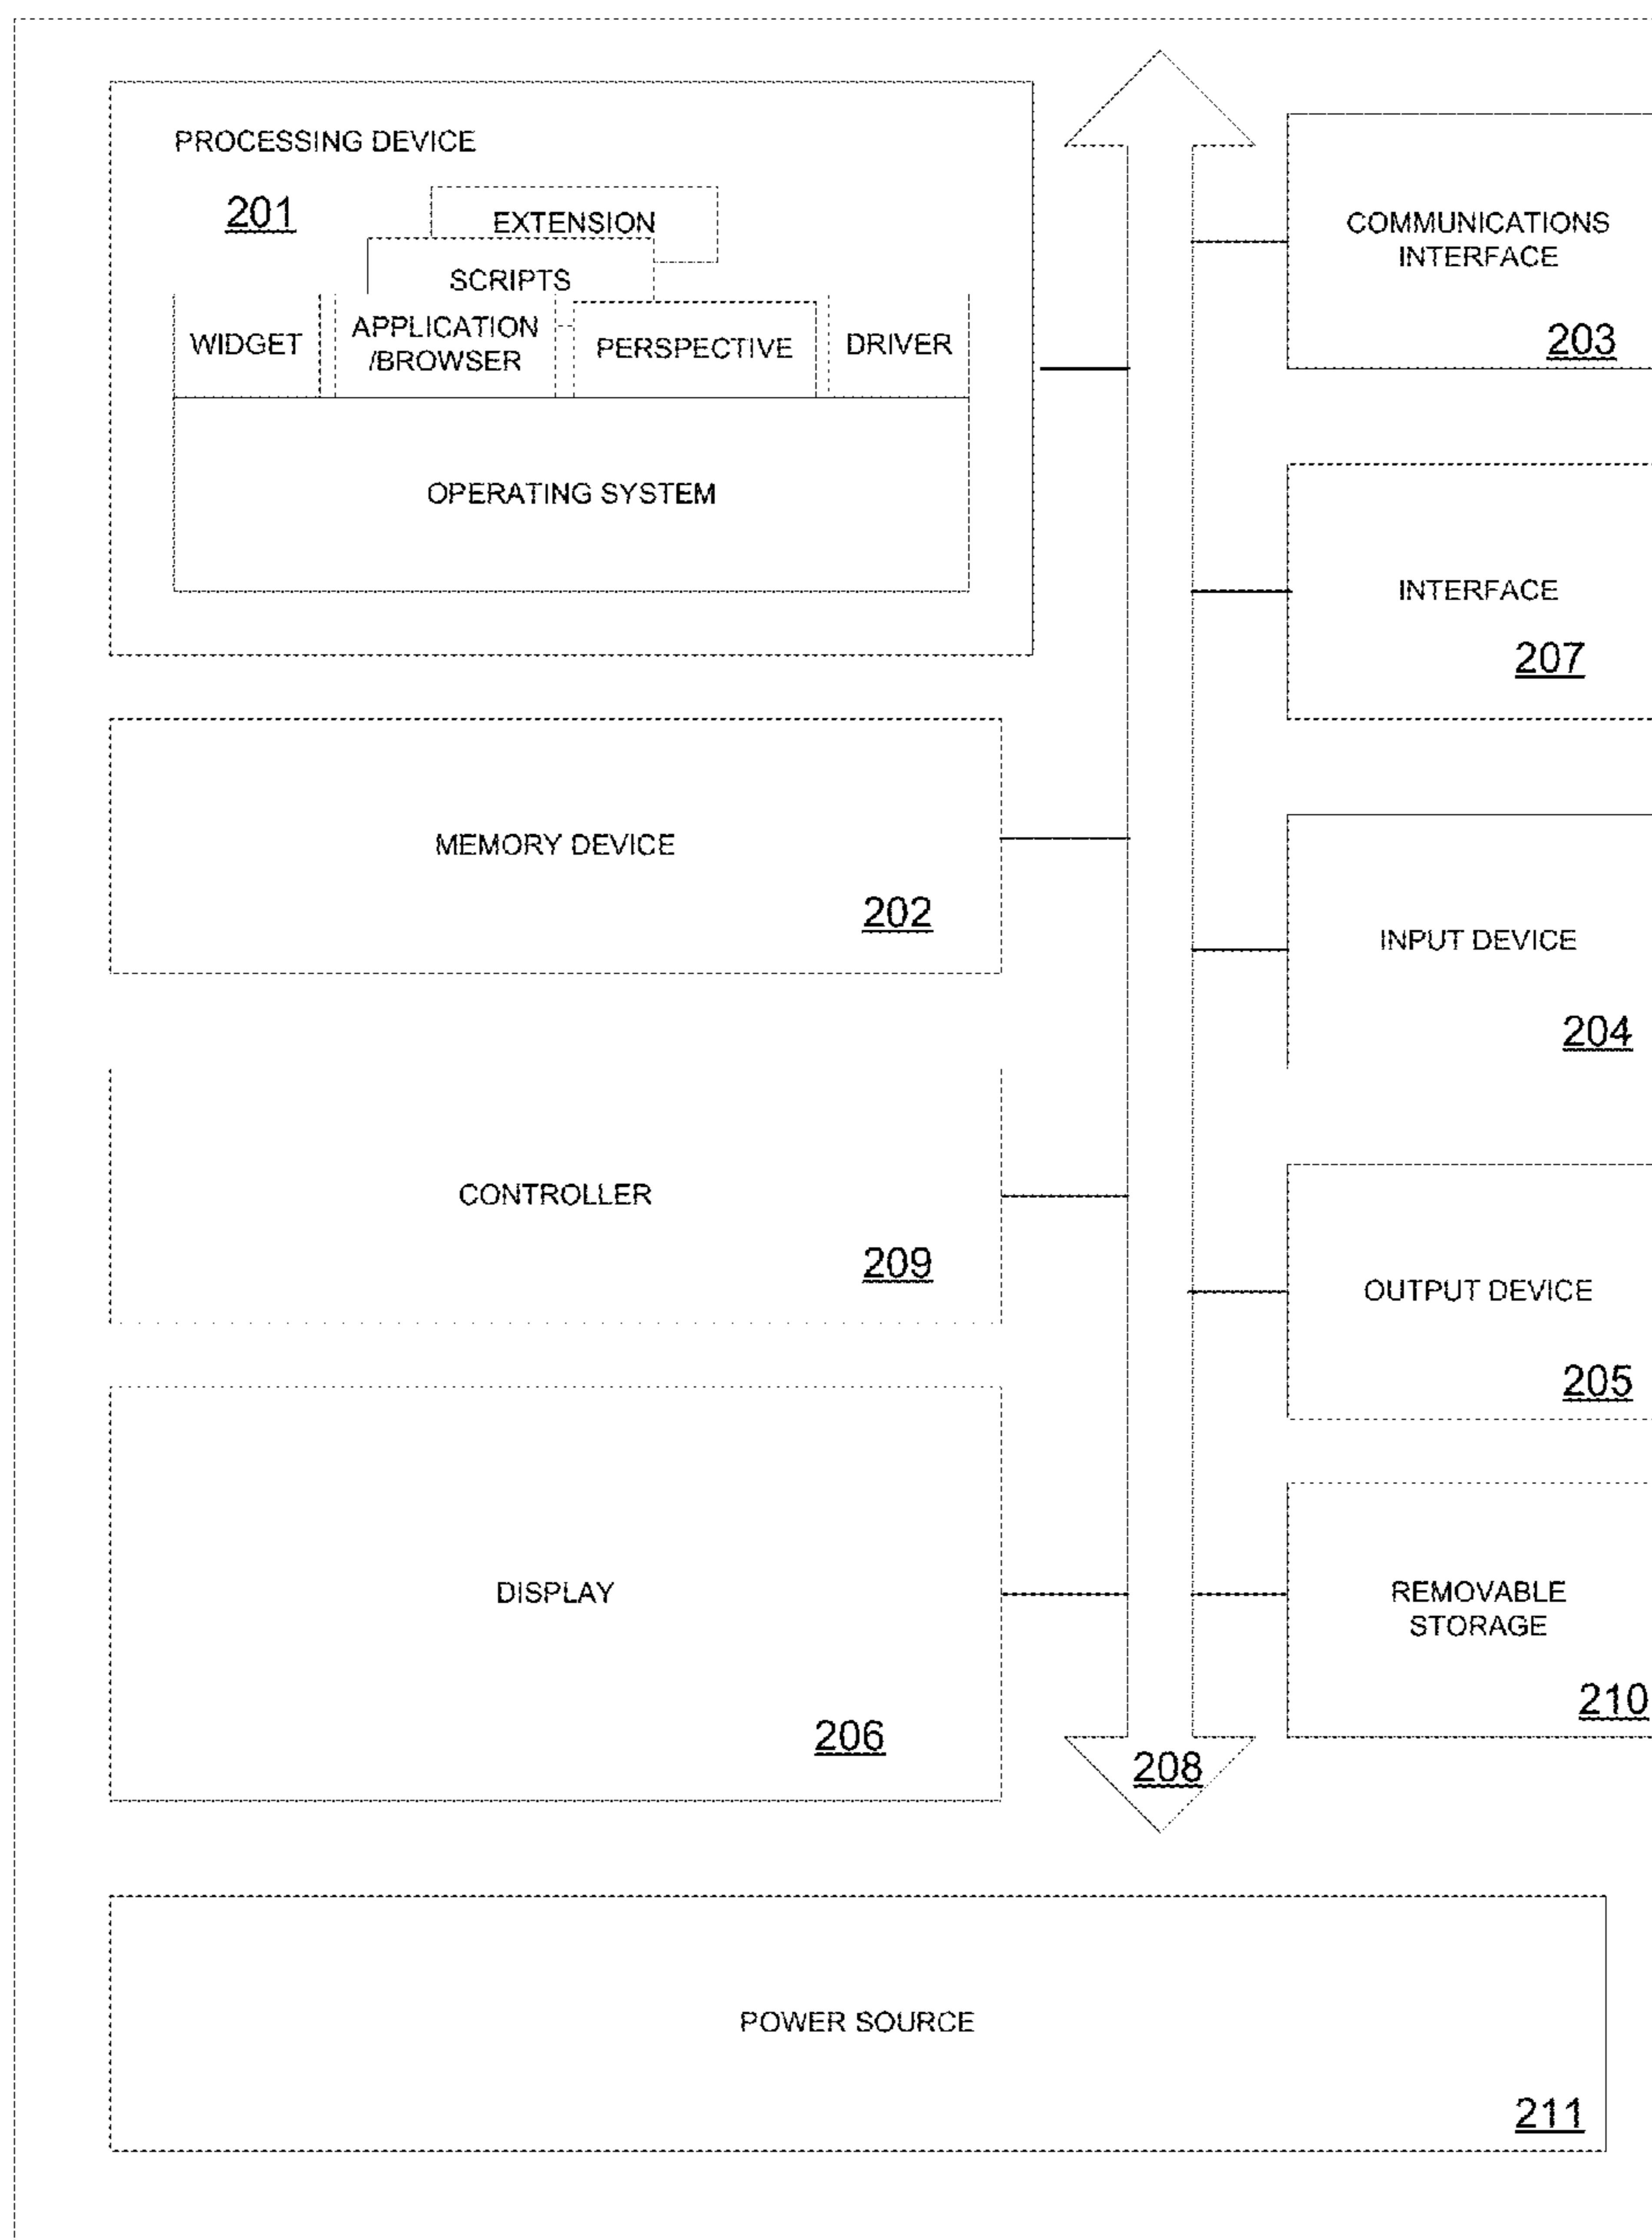 PROCESSING DEVICE
201
EXTENSION
SCRIPTS
WIDGET
APPLICATION
/BROWSER
PERSPECTIVE
DRIVER
OPERATING SYSTEM
COMMUNICATIONS
INTERFACE
203
INTERFACE
207
MEMORY DEVICE
202
INPUT DEVICE
204
CONTROLLER
209
OUTPUT DEVICE
205
DISPLAY
206
REMOVABLE
STORAGE
210
208
POWER SOURCE
211